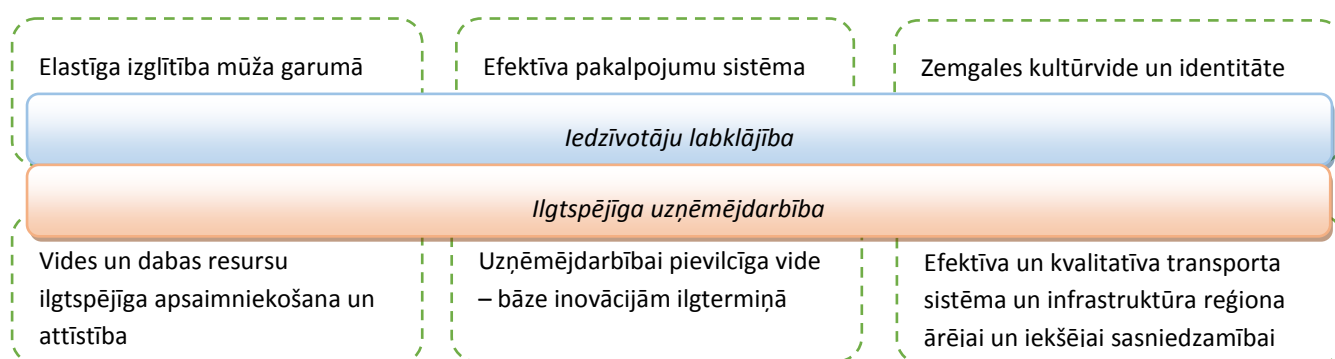 Elastīga izglītība mūža garumā
Efektīva pakalpojumu sistēma
Zemgales kultūrvide un identitāte
Iedzīvotāju labklājība
Ilgtspējīga uzņēmējdarbība
Vides un dabas resursu
ilgtspējīga apsaimniekošana un
attīstība
Uzņēmējdarbībai pievilcīga vide
– bāze inovācijām ilgtermiņā
Efektīva un kvalitatīva transporta
sistēma un infrastruktūra reģiona
ārējai un iekšējai sasniedzamībai